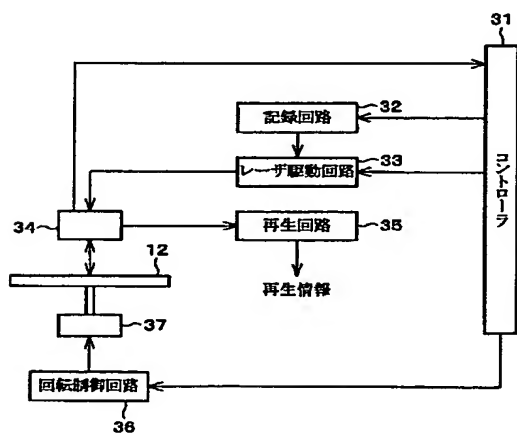 31
コントローラ
記録回路
32
レーザ駆動回路
33
34
再生回路
35
再生情報
12
37
回転制御回路
36